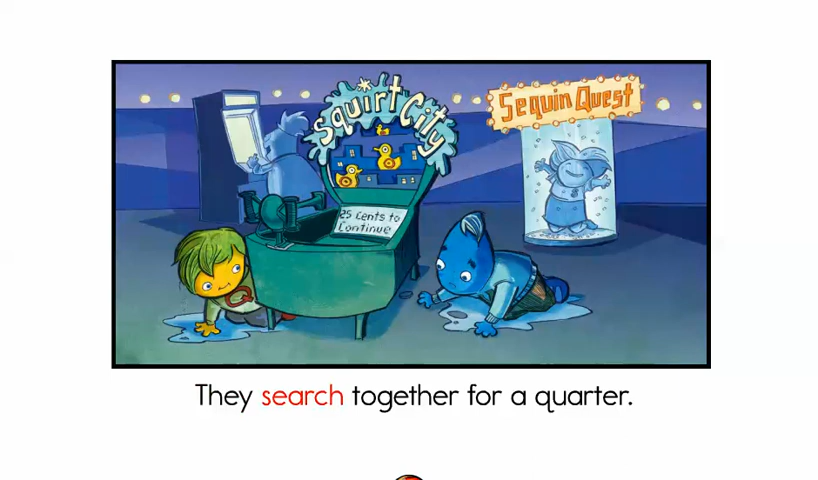 Squirt City
Sequin Quest
25 Cents to
Continue
They search together for a quarter.